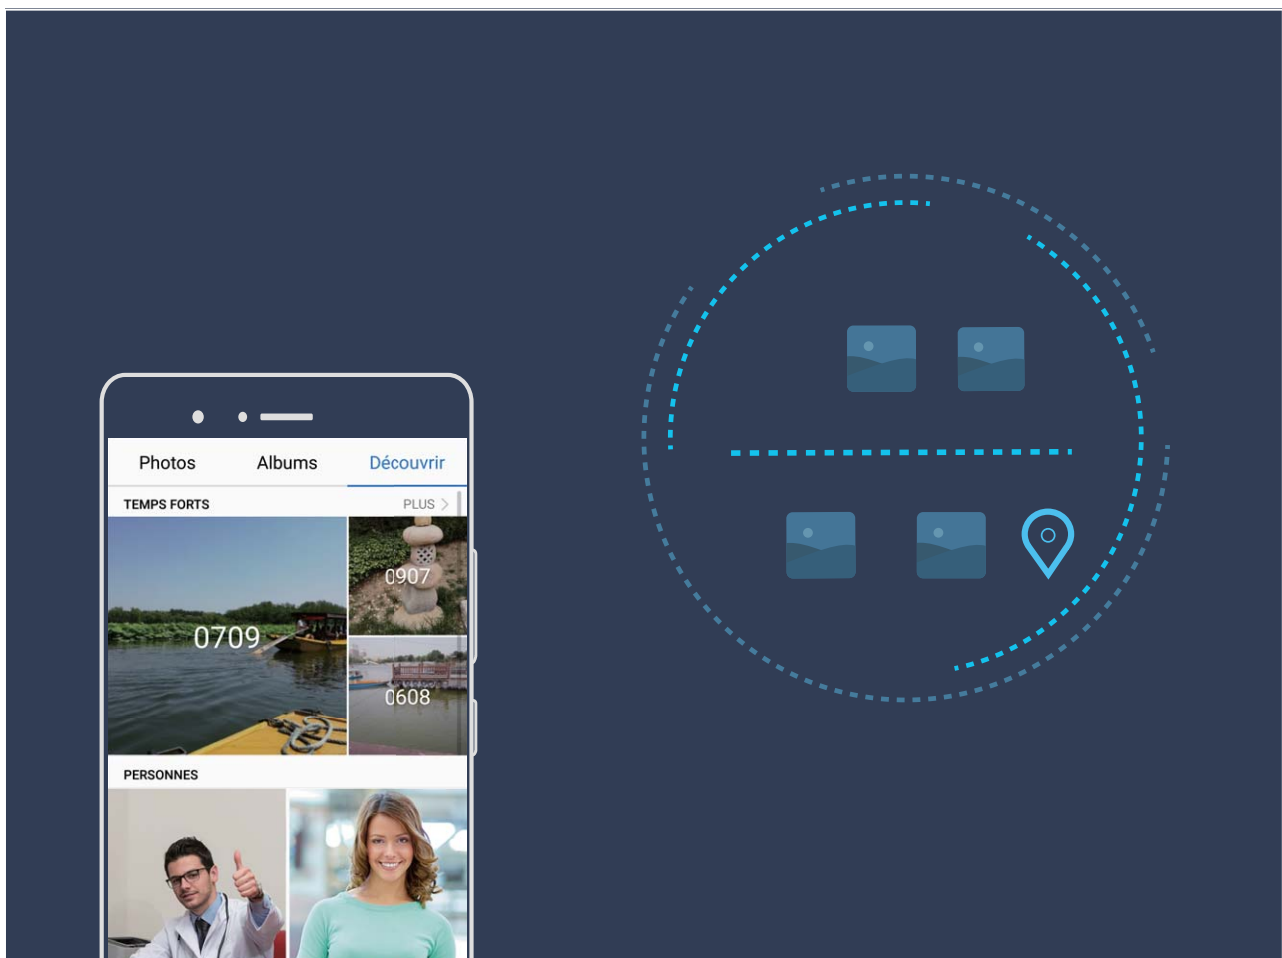 Photos Albums Découvrir
TEMPS FORTS PLUS >
0907
0709
0608
PERSONNES